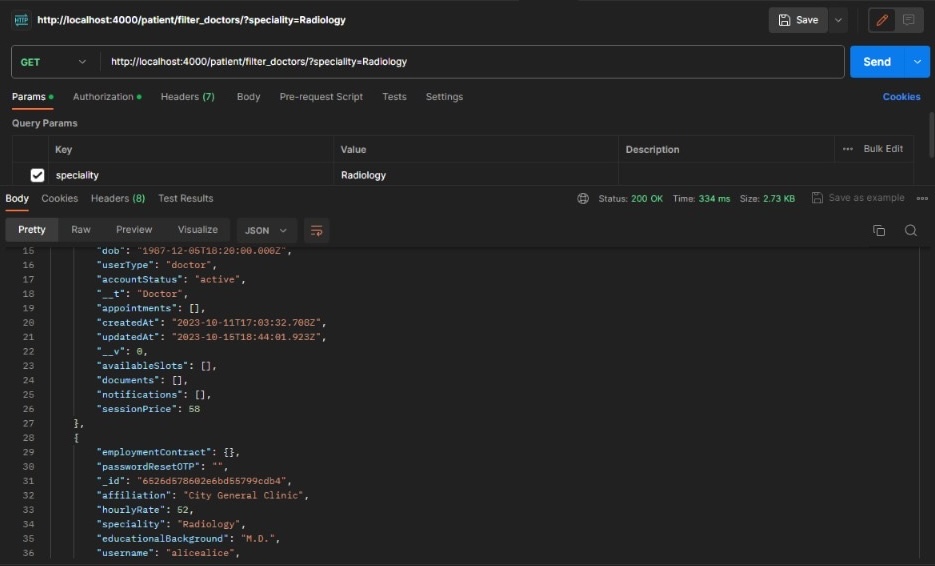 HTTP http://localhost:4000/patient/filter_doctors/?speciality=Radiology Save
GET http://localhost:4000/patient/filter_doctors/?speciality=Radiology Send
Params Authorization Headers (7) Body Pre-request Script Tests Settings Cookies
Query Params
Key Value Description ••• Bulk Edit
speciality Radiology
Body Cookies Headers (8) Test Results Status: 200 OK Time: 334 ms Size: 2.73 KB Save as example •••
Pretty Raw Preview Visualize JSON
15 "dob": "1987-12-05T18:20:00.000Z",
16 "userType": "doctor",
17 "accountStatus": "active",
18 "__t": "Doctor",
19 "appointments": [],
20 "createdAt": "2023-10-11T17:03:32.708Z",
21 "updatedAt": "2023-10-15T18:44:01.923Z",
22 "__v": 0,
23 "availableSlots": [],
24 "documents": [],
25 "notifications": [],
26 "sessionPrice": 58
27 },
28 {
29 "employmentContract": {},
30 "passwordResetOTP": "",
31 "_id": "6526d578602e6bd55799cdb4",
32 "affiliation": "City General Clinic",
33 "hourlyRate": 52,
34 "speciality": "Radiology",
35 "educationalBackground": "M.D.",
36 "username": "alicealice",